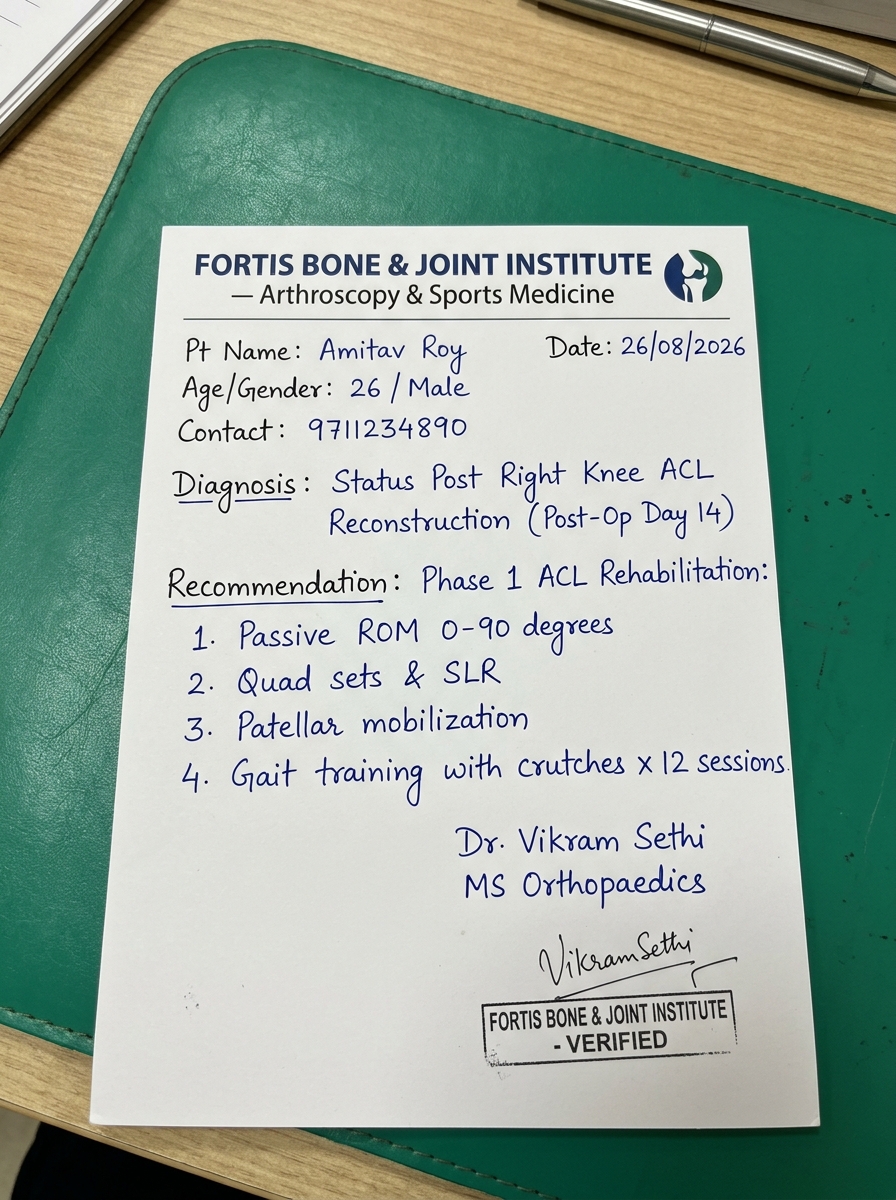 FORTIS BONE & JOINT INSTITUTE
— Arthroscopy & Sports Medicine
Pt Name: Amitav Roy Date: 26/08/2026
Age/Gender: 26 / Male
Contact: 9711234890
Diagnosis: Status Post Right Knee ACL
Reconstruction (Post-Op Day 14)
Recommendation: Phase 1 ACL Rehabilitation:
1. Passive ROM 0-90 degrees
2. Quad sets & SLR
3. Patellar mobilization
4. Gait training with crutches x 12 sessions.
Dr. Vikram Sethi
MS Orthopaedics
Vikram Sethi
FORTIS BONE & JOINT INSTITUTE
- VERIFIED